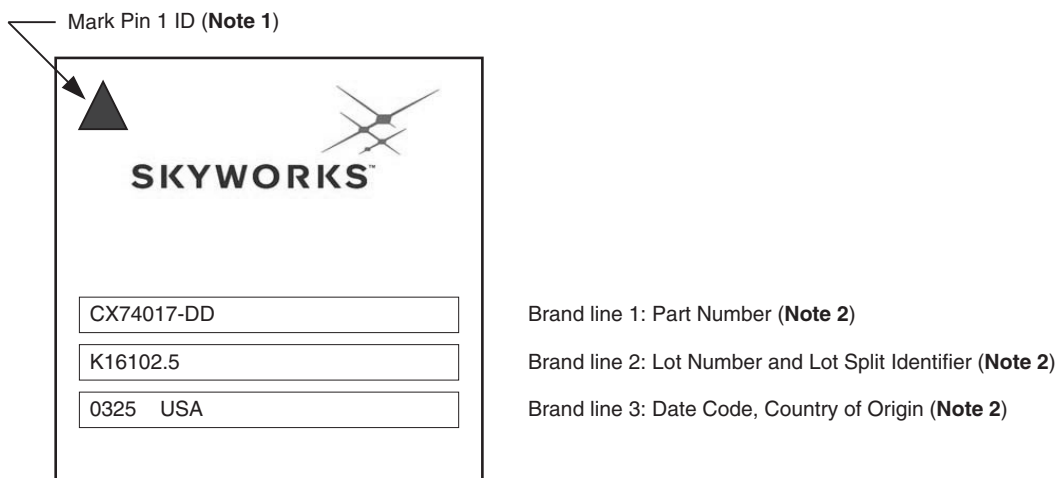 Mark Pin 1 ID (Note 1)
SKYWORKS™
CX74017-DD
Brand line 1: Part Number (Note 2)
K16102.5
Brand line 2: Lot Number and Lot Split Identifier (Note 2)
0325 USA
Brand line 3: Date Code, Country of Origin (Note 2)